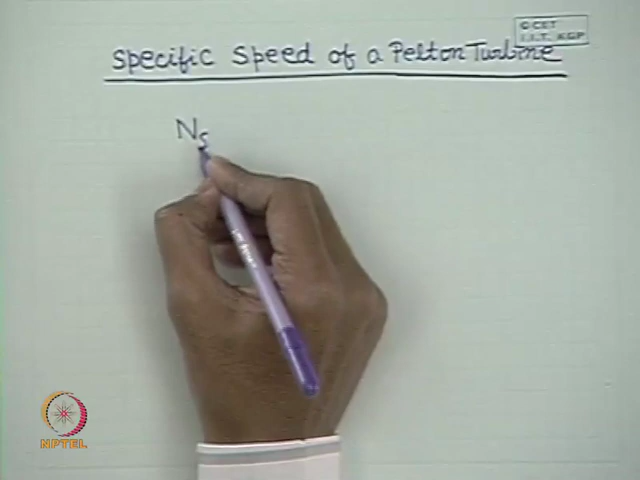 © CET
I.I.T. KGP
Specific Speed of a Pelton Turbine
Ns
NPTEL